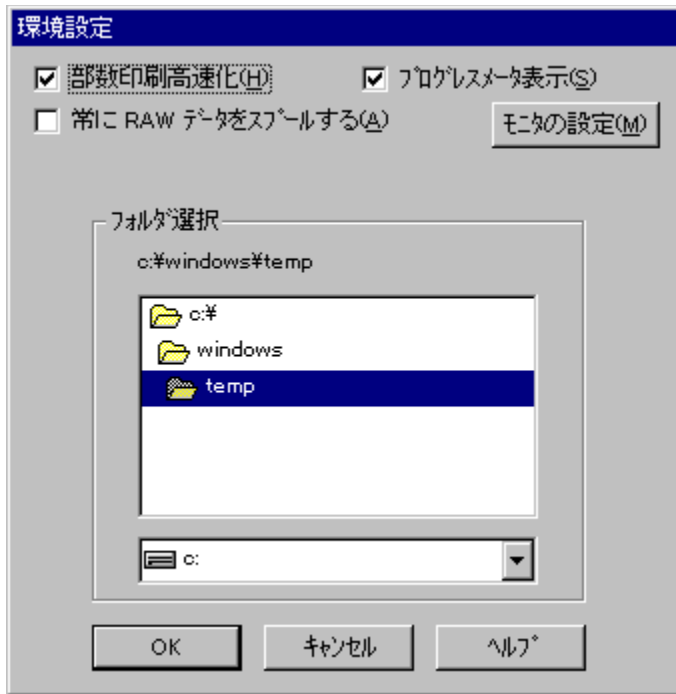 環境設定
部数印刷高速化(H) ﾌﾟﾛｸﾞﾚｽﾒｰﾀ表示(S)
常に RAW ﾃﾞｰﾀをｽﾌﾟｰﾙする(A) ﾓﾆﾀの設定(M)
ﾌｫﾙﾀﾞ選択
c:¥windows¥temp
c:¥
windows
temp
c:
OK ｷｬﾝｾﾙ ﾍﾙﾌﾟ